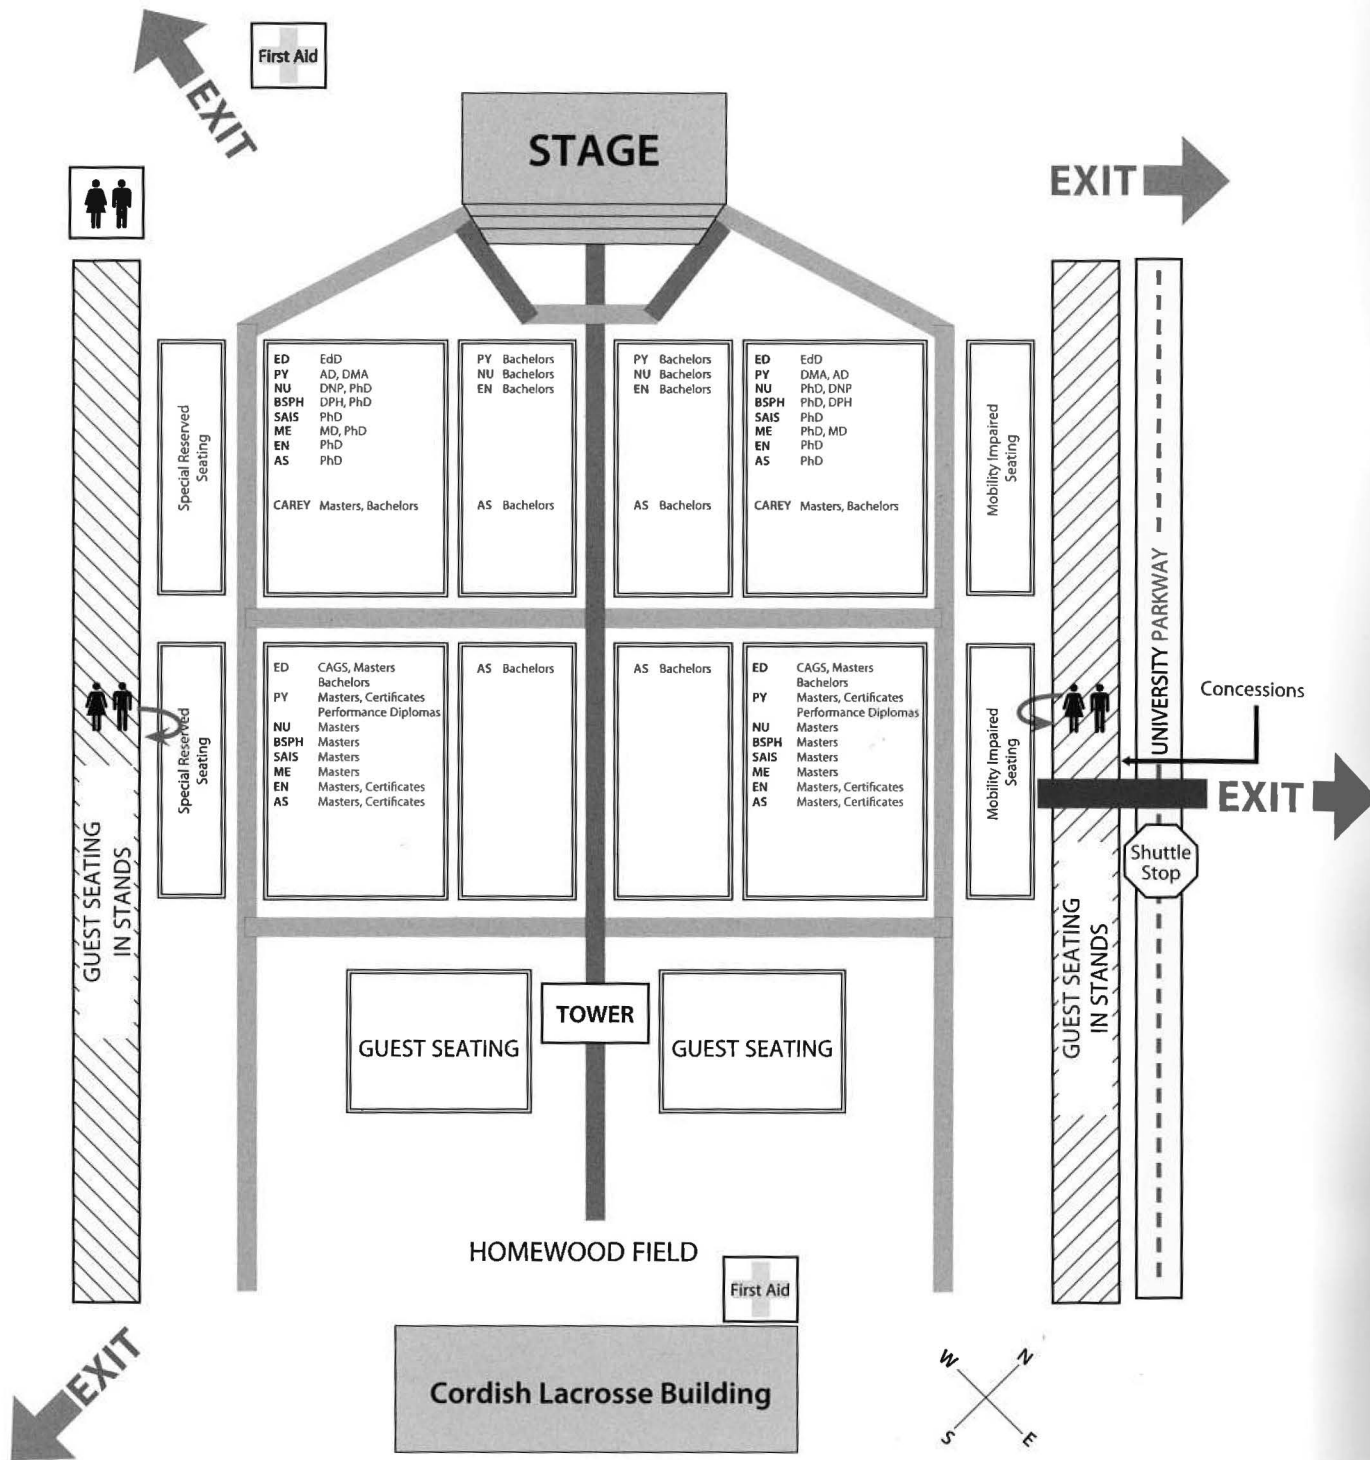 First Aid
EXIT
STAGE
EXIT
Special Reserved
Seating
ED EdD
PY AD, DMA
NU DNP, PhD
BSPH DPH, PhD
SAIS PhD
ME MD, PhD
EN PhD
AS PhD
CAREY Masters, Bachelors
PY Bachelors
NU Bachelors
EN Bachelors
AS Bachelors
PY Bachelors
NU Bachelors
EN Bachelors
AS Bachelors
ED EdD
PY DMA, AD
NU PhD, DNP
BSPH PhD, DPH
SAIS PhD
ME PhD, MD
EN PhD
AS PhD
CAREY Masters, Bachelors
Mobility Impaired
Seating
UNIVERSITY PARKWAY
Special Reserved
Seating
ED CAGS, Masters
Bachelors
PY Masters, Certificates
Performance Diplomas
NU Masters
BSPH Masters
SAIS Masters
ME Masters
EN Masters, Certificates
AS Masters, Certificates
AS Bachelors
AS Bachelors
ED CAGS, Masters
Bachelors
PY Masters, Certificates
Performance Diplomas
NU Masters
BSPH Masters
SAIS Masters
ME Masters
EN Masters, Certificates
AS Masters, Certificates
Mobility Impaired
Seating
Concessions
EXIT
Shuttle
Stop
GUEST SEATING
IN STANDS
GUEST SEATING
TOWER
GUEST SEATING
GUEST SEATING
IN STANDS
HOMEWOOD FIELD
First Aid
EXIT
Cordish Lacrosse Building
W N
S E